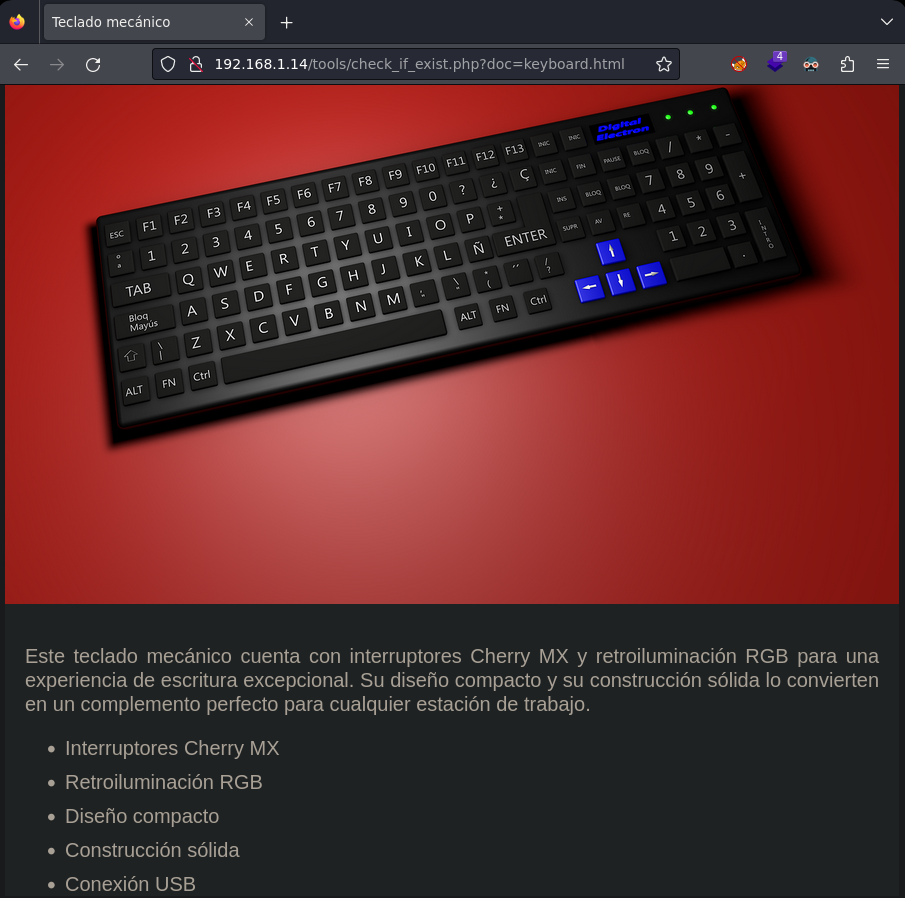 Teclado mecánico
4
192.168.1.14/tools/check_if_exist.php?doc=keyboard.html
Digital
Electron
ESC F1 F2 F3 F4 F5 F6 F7 F8 F9 F10 F11 F12 F13 INIC INIC
º ª 1 2 3 4 5 6 7 8 9 0 ? ¿ Ç INIC FIN PAUSE BLOQ / * -
TAB Q W E R T Y U I O P + * ENTER INS BLOQ BLOQ 7 8 9 +
Bloq
Mayús A S D F G H J K L Ñ SUPR AV RE 4 5 6
\ | Z X C V B N M 1 2 3 INTRO
ALT FN Ctrl ALT FN Ctrl .
Este teclado mecánico cuenta con interruptores Cherry MX y retroiluminación RGB para una
experiencia de escritura excepcional. Su diseño compacto y su construcción sólida lo convierten
en un complemento perfecto para cualquier estación de trabajo.
• Interruptores Cherry MX
• Retroiluminación RGB
• Diseño compacto
• Construcción sólida
• Conexión USB